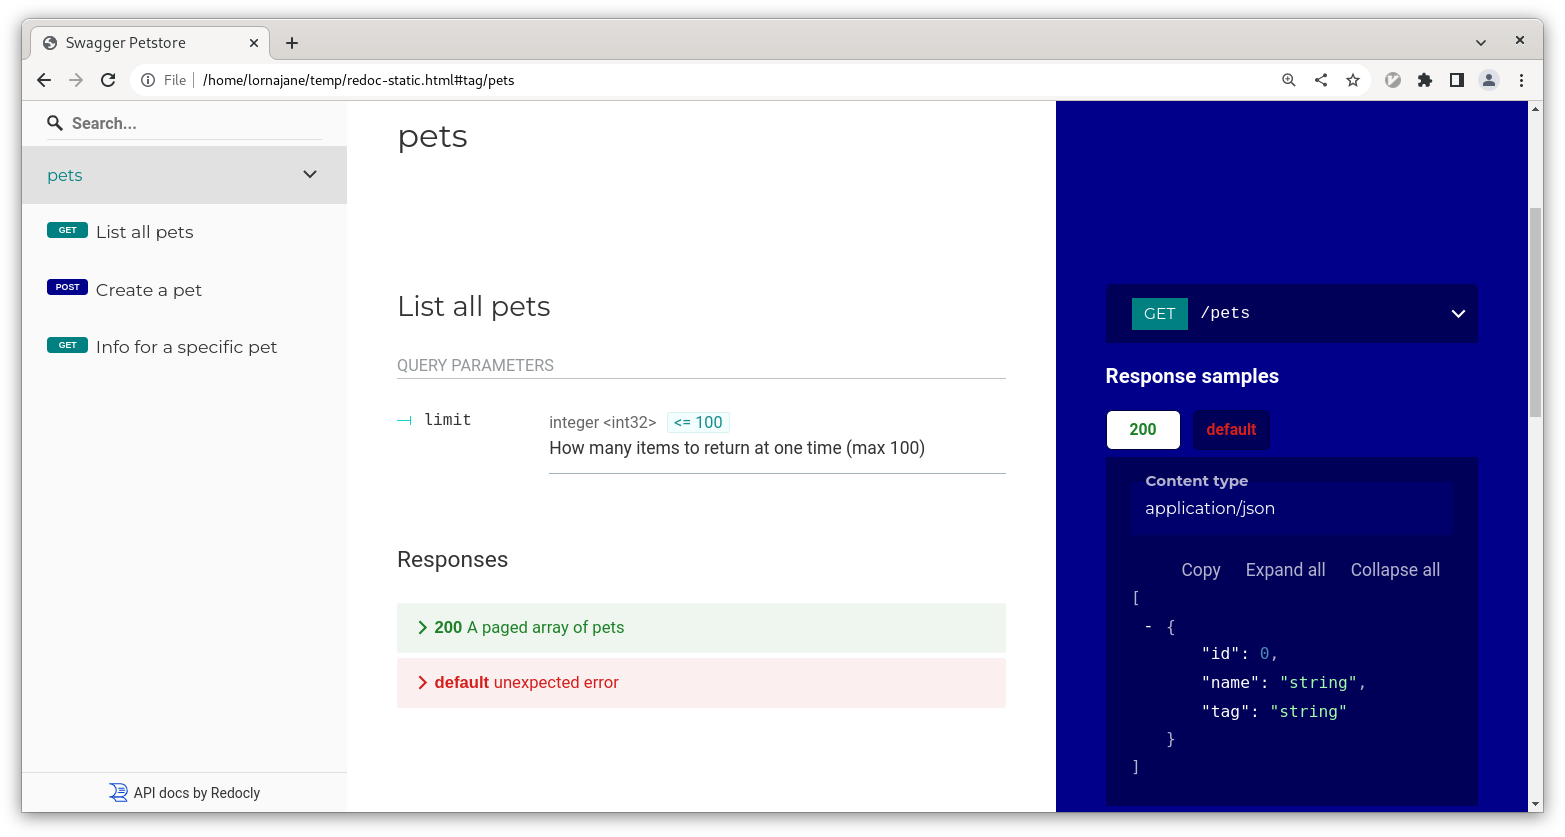 Swagger Petstore
File /home/lornajane/temp/redoc-static.html#tag/pets
Search...
pets
GET List all pets
POST Create a pet
GET Info for a specific pet
API docs by Redocly
pets
List all pets
QUERY PARAMETERS
limit integer <int32> <= 100
How many items to return at one time (max 100)
Responses
200 A paged array of pets
default unexpected error
GET /pets
Response samples
200 default
Content type
application/json
Copy Expand all Collapse all
[
- {
"id": 0,
"name": "string",
"tag": "string"
}
]